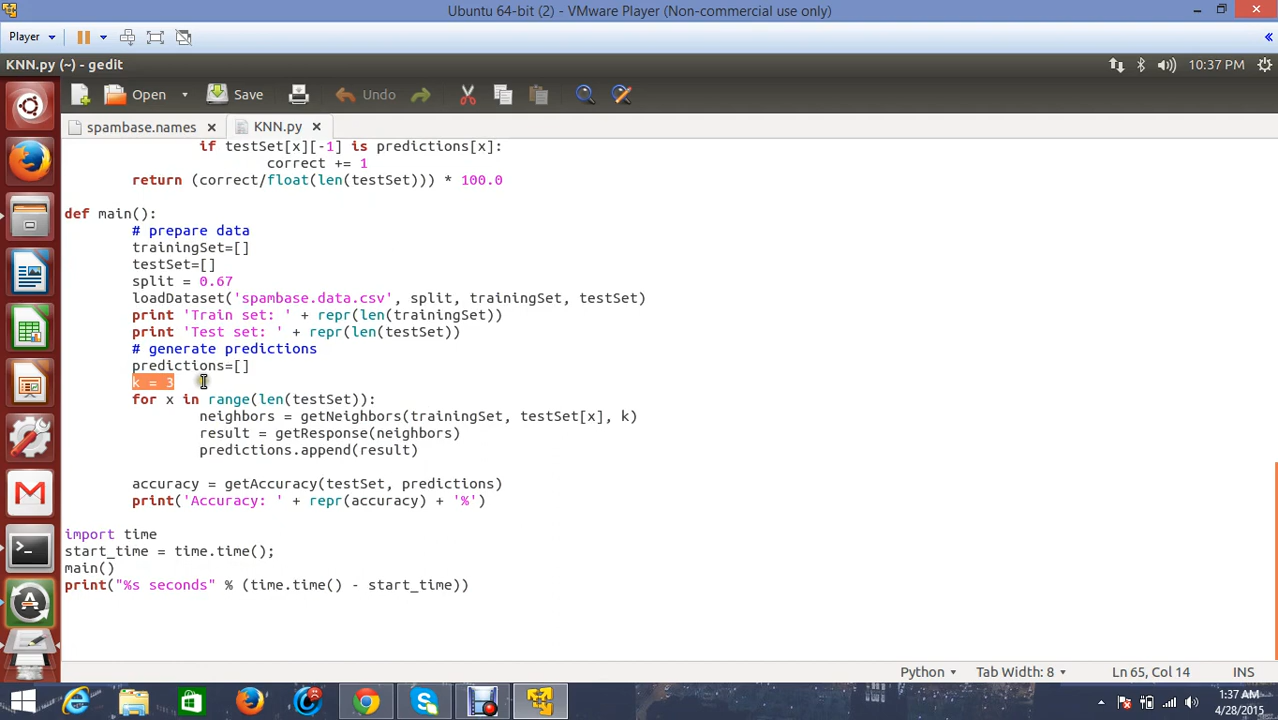 Ubuntu 64-bit (2) - VMware Player (Non-commercial use only)
Player
KNN.py (~) - gedit
10:37 PM
Open
Save
Undo
spambase.names
KNN.py
if testSet[x][-1] is predictions[x]:
correct += 1
return (correct/float(len(testSet))) * 100.0
def main():
# prepare data
trainingSet=[]
testSet=[]
split = 0.67
loadDataset('spambase.data.csv', split, trainingSet, testSet)
print 'Train set: ' + repr(len(trainingSet))
print 'Test set: ' + repr(len(testSet))
# generate predictions
predictions=[]
k = 3
for x in range(len(testSet)):
neighbors = getNeighbors(trainingSet, testSet[x], k)
result = getResponse(neighbors)
predictions.append(result)
accuracy = getAccuracy(testSet, predictions)
print('Accuracy: ' + repr(accuracy) + '%')
import time
start_time = time.time();
main()
print("%s seconds" % (time.time() - start_time))
Python
Tab Width: 8
Ln 65, Col 14
INS
1:37 AM
4/28/2015